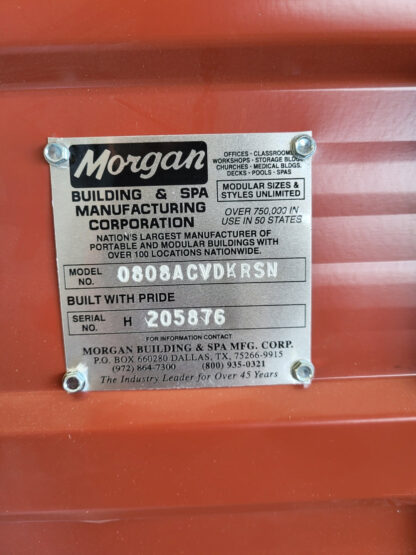 Morgan
OFFICES - CLASSROOMS
WORKSHOPS - STORAGE BLDGS
CHURCHES - MEDICAL BLDGS.
DECKS - POOLS - SPAS
BUILDING & SPA
MANUFACTURING
CORPORATION
MODULAR SIZES &
STYLES UNLIMITED
OVER 750,000 IN
USE IN 50 STATES
NATION'S LARGEST MANUFACTURER OF
PORTABLE AND MODULAR BUILDINGS WITH
OVER 100 LOCATIONS NATIONWIDE.
MODEL NO. 0808ACVDKRSN
BUILT WITH PRIDE
SERIAL NO. H 205876
FOR INFORMATION CONTACT
MORGAN BUILDING & SPA MFG. CORP.
P.O. BOX 660280 DALLAS, TX, 75266-9915
(972) 864-7300 (800) 935-0321
The Industry Leader for Over 45 Years